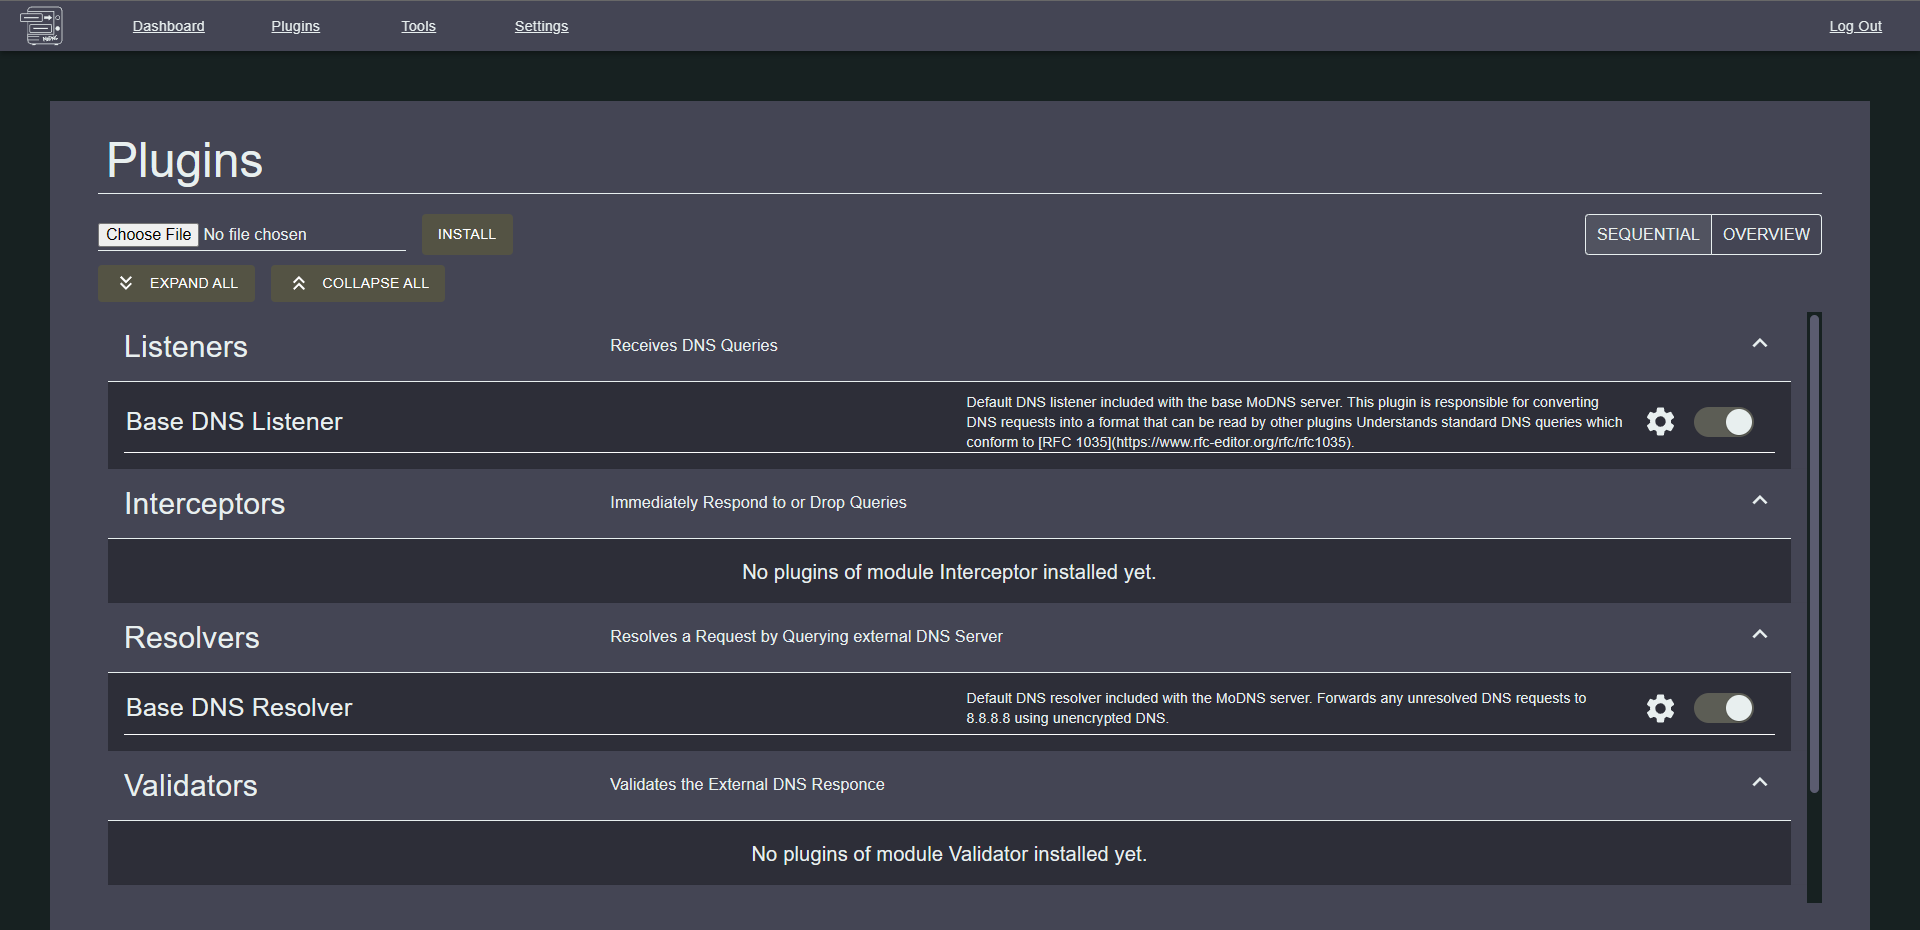 Dashboard Plugins Tools Settings Log Out
Plugins
Choose File No file chosen INSTALL SEQUENTIAL OVERVIEW
EXPAND ALL COLLAPSE ALL
Listeners Receives DNS Queries
Base DNS Listener
Default DNS listener included with the base MoDNS server. This plugin is responsible for converting
DNS requests into a format that can be read by other plugins Understands standard DNS queries which
conform to [RFC 1035](https://www.rfc-editor.org/rfc/rfc1035).
Interceptors Immediately Respond to or Drop Queries
No plugins of module Interceptor installed yet.
Resolvers Resolves a Request by Querying external DNS Server
Base DNS Resolver
Default DNS resolver included with the MoDNS server. Forwards any unresolved DNS requests to
8.8.8.8 using unencrypted DNS.
Validators Validates the External DNS Responce
No plugins of module Validator installed yet.